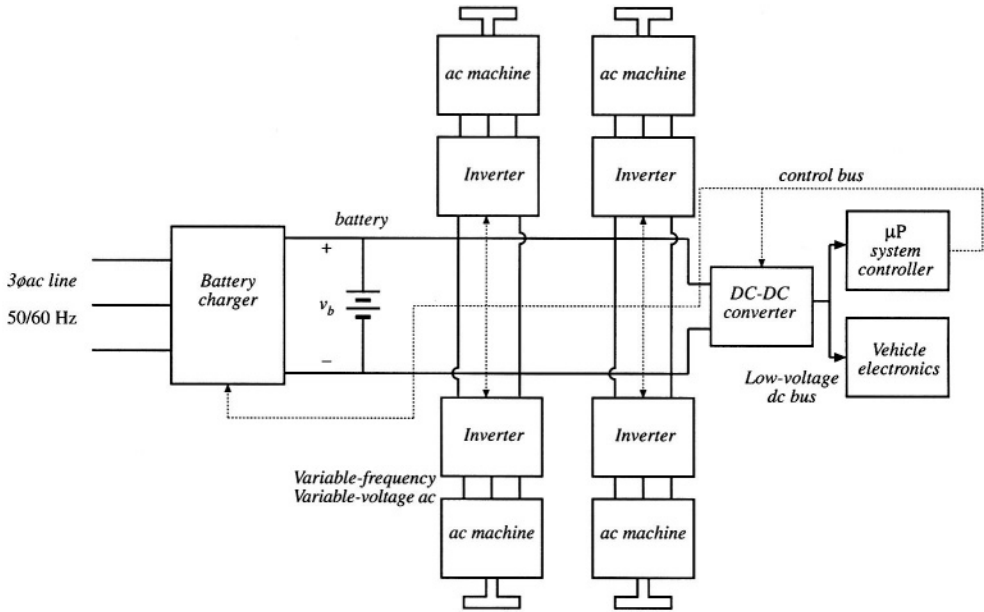 ac machine
ac machine
Inverter
Inverter
control bus
battery
μP
system
controller
3øac line
50/60 Hz
Battery
charger
+
v_b
−
DC-DC
converter
Vehicle
electronics
Low-voltage
dc bus
Inverter
Inverter
Variable-frequency
Variable-voltage ac
ac machine
ac machine